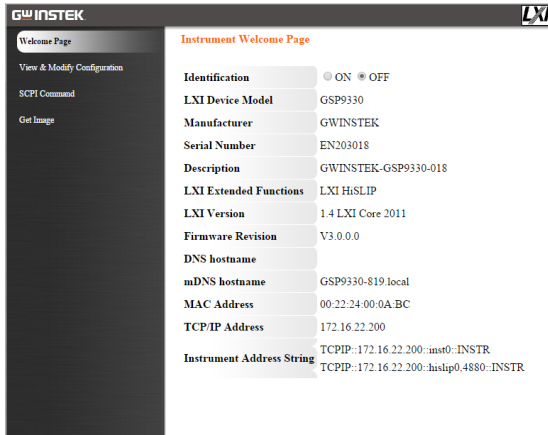 GWINSTEK
LXI
Welcome Page
View & Modify Configuration
SCPI Command
Get Image
Instrument Welcome Page
Identification ON OFF
LXI Device Model GSP9330
Manufacturer GWINSTEK
Serial Number EN203018
Description GWINSTEK-GSP9330-018
LXI Extended Functions LXI HiSLIP
LXI Version 1.4 LXI Core 2011
Firmware Revision V3.0.0.0
DNS hostname
mDNS hostname GSP9330-819.local
MAC Address 00:22:24:00:0A:BC
TCP/IP Address 172.16.22.200
Instrument Address String TCPIP::172.16.22.200::inst0::INSTR
TCPIP::172.16.22.200::hislip0,4880::INSTR